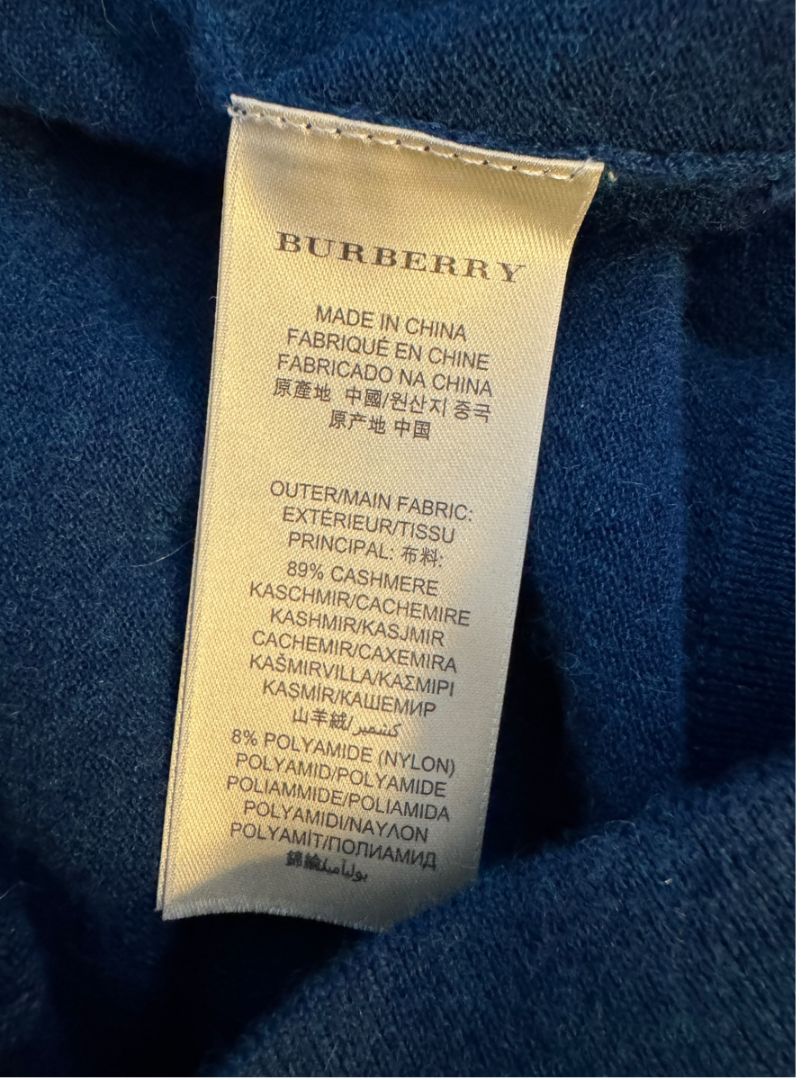 BURBERRY
MADE IN CHINA
FABRIQUÉ EN CHINE
FABRICADO NA CHINA
原產地 中國/원산지 중국
原产地 中国
OUTER/MAIN FABRIC:
EXTÉRIEUR/TISSU
PRINCIPAL: 布料:
89% CASHMERE
KASCHMIR/CACHEMIRE
KASHMIR/KASJMIR
CACHEMIR/CAXEMIRA
KAŠMIRVILLA/ΚΑΣΜΙΡΙ
KASMİR/КАШЕМИР
山羊絨/كشمير
8% POLYAMIDE (NYLON)
POLYAMID/POLYAMIDE
POLIAMMIDE/POLIAMIDA
POLYAMIDI/ΝΑΥΛΟΝ
POLYAMİT/ПОЛИАМИД
錦綸/بوليأميد